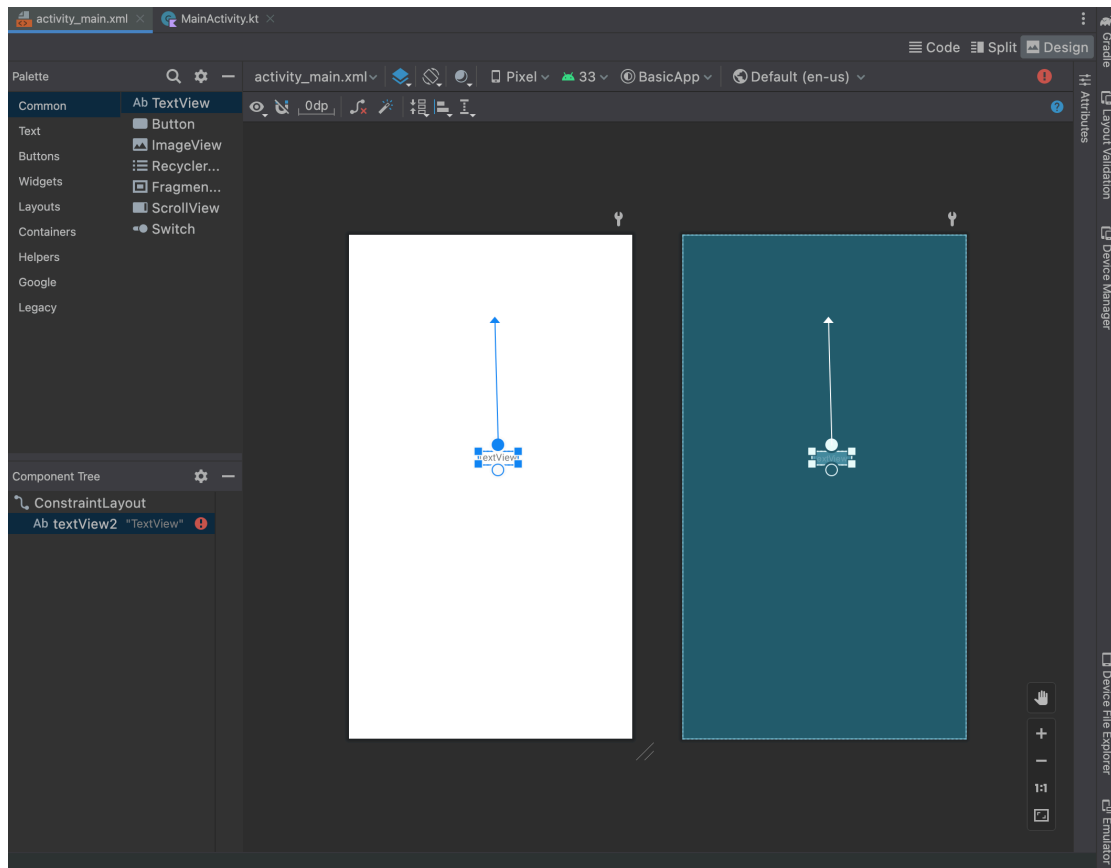 activity_main.xml MainActivity.kt
Code Split Design
Palette
activity_main.xml Pixel 33 BasicApp Default (en-us)
Common
Text
Buttons
Widgets
Layouts
Containers
Helpers
Google
Legacy
Ab TextView
Button
ImageView
Recycler...
Fragmen...
ScrollView
Switch
0dp
Component Tree
ConstraintLayout
Ab textView2 "TextView"
1:1
Attributes
Gradle
Layout Validation
Device Manager
Device File Explorer
Emulator